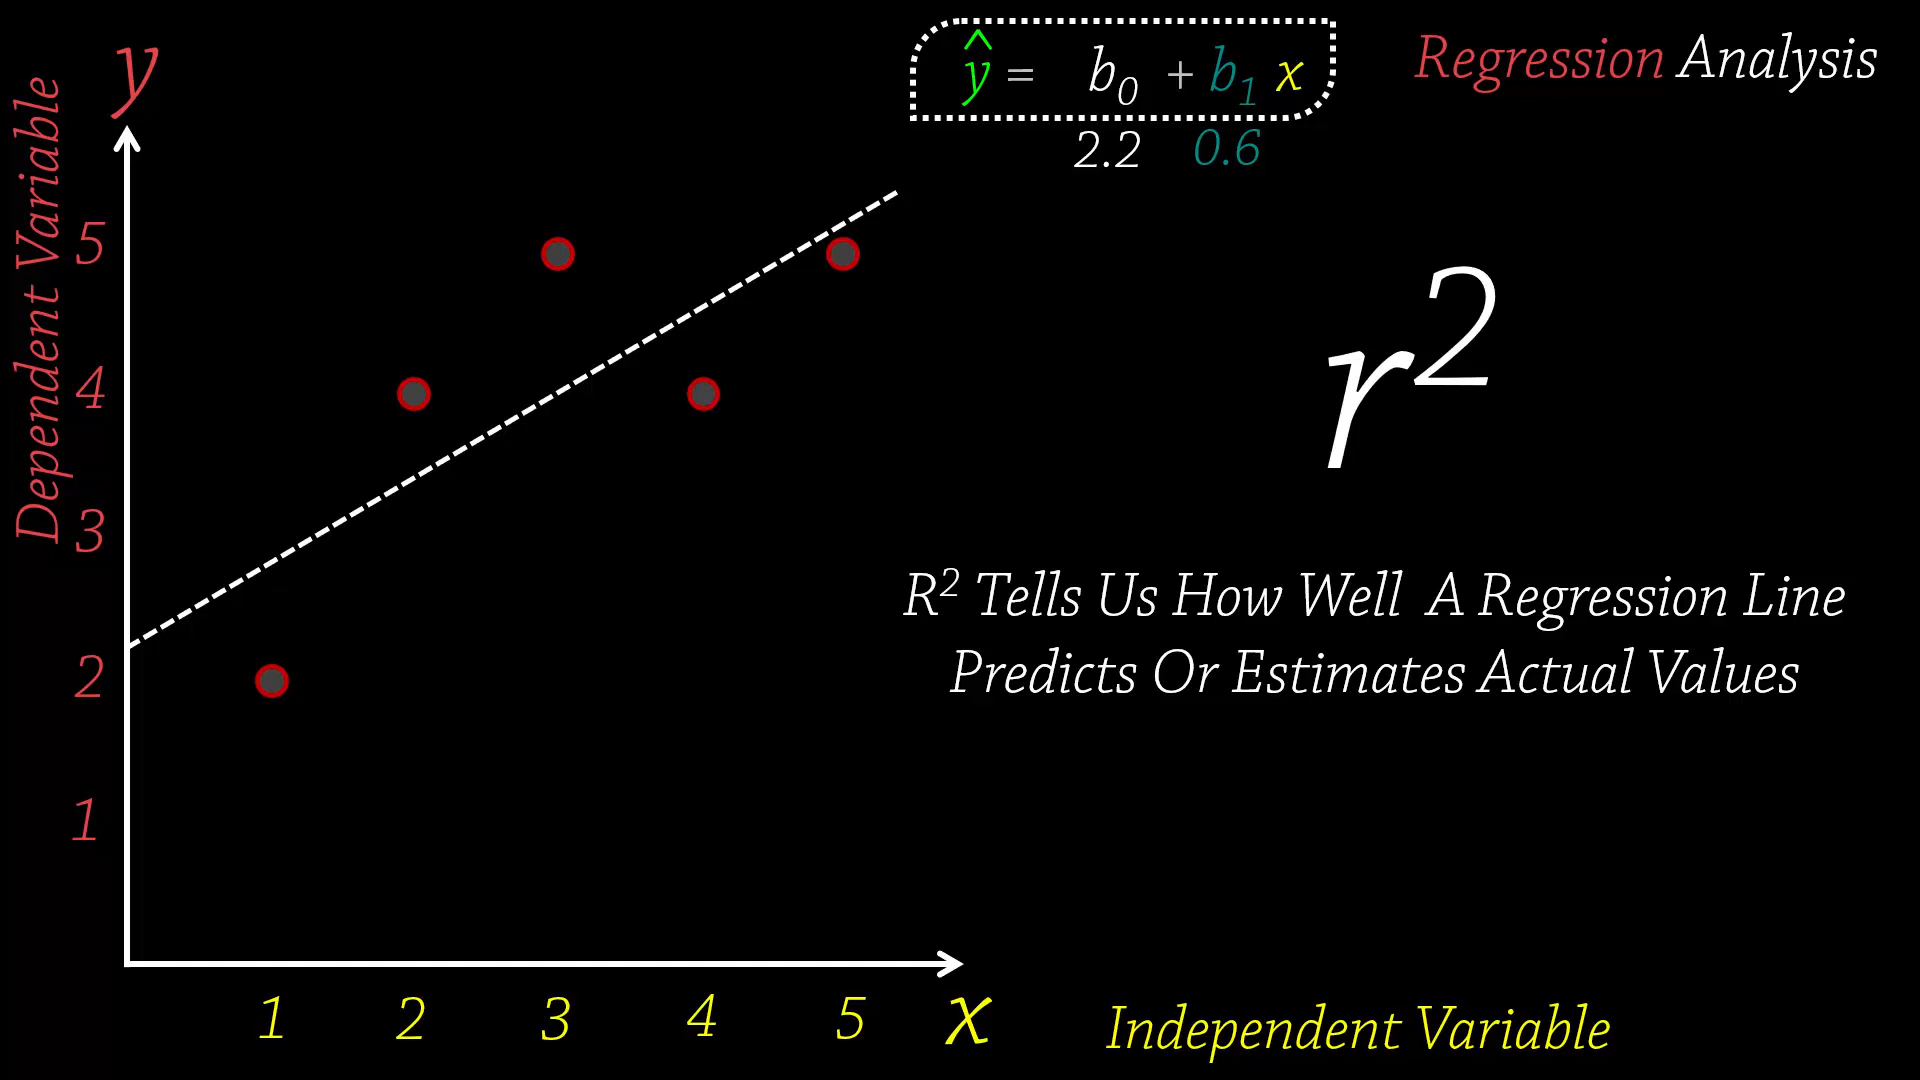 ŷ = b₀ + b₁ x
2.2 0.6
Regression Analysis
y
Dependent Variable
5
4
3
2
1
r²
R² Tells Us How Well A Regression Line
Predicts Or Estimates Actual Values
1 2 3 4 5 x
Independent Variable